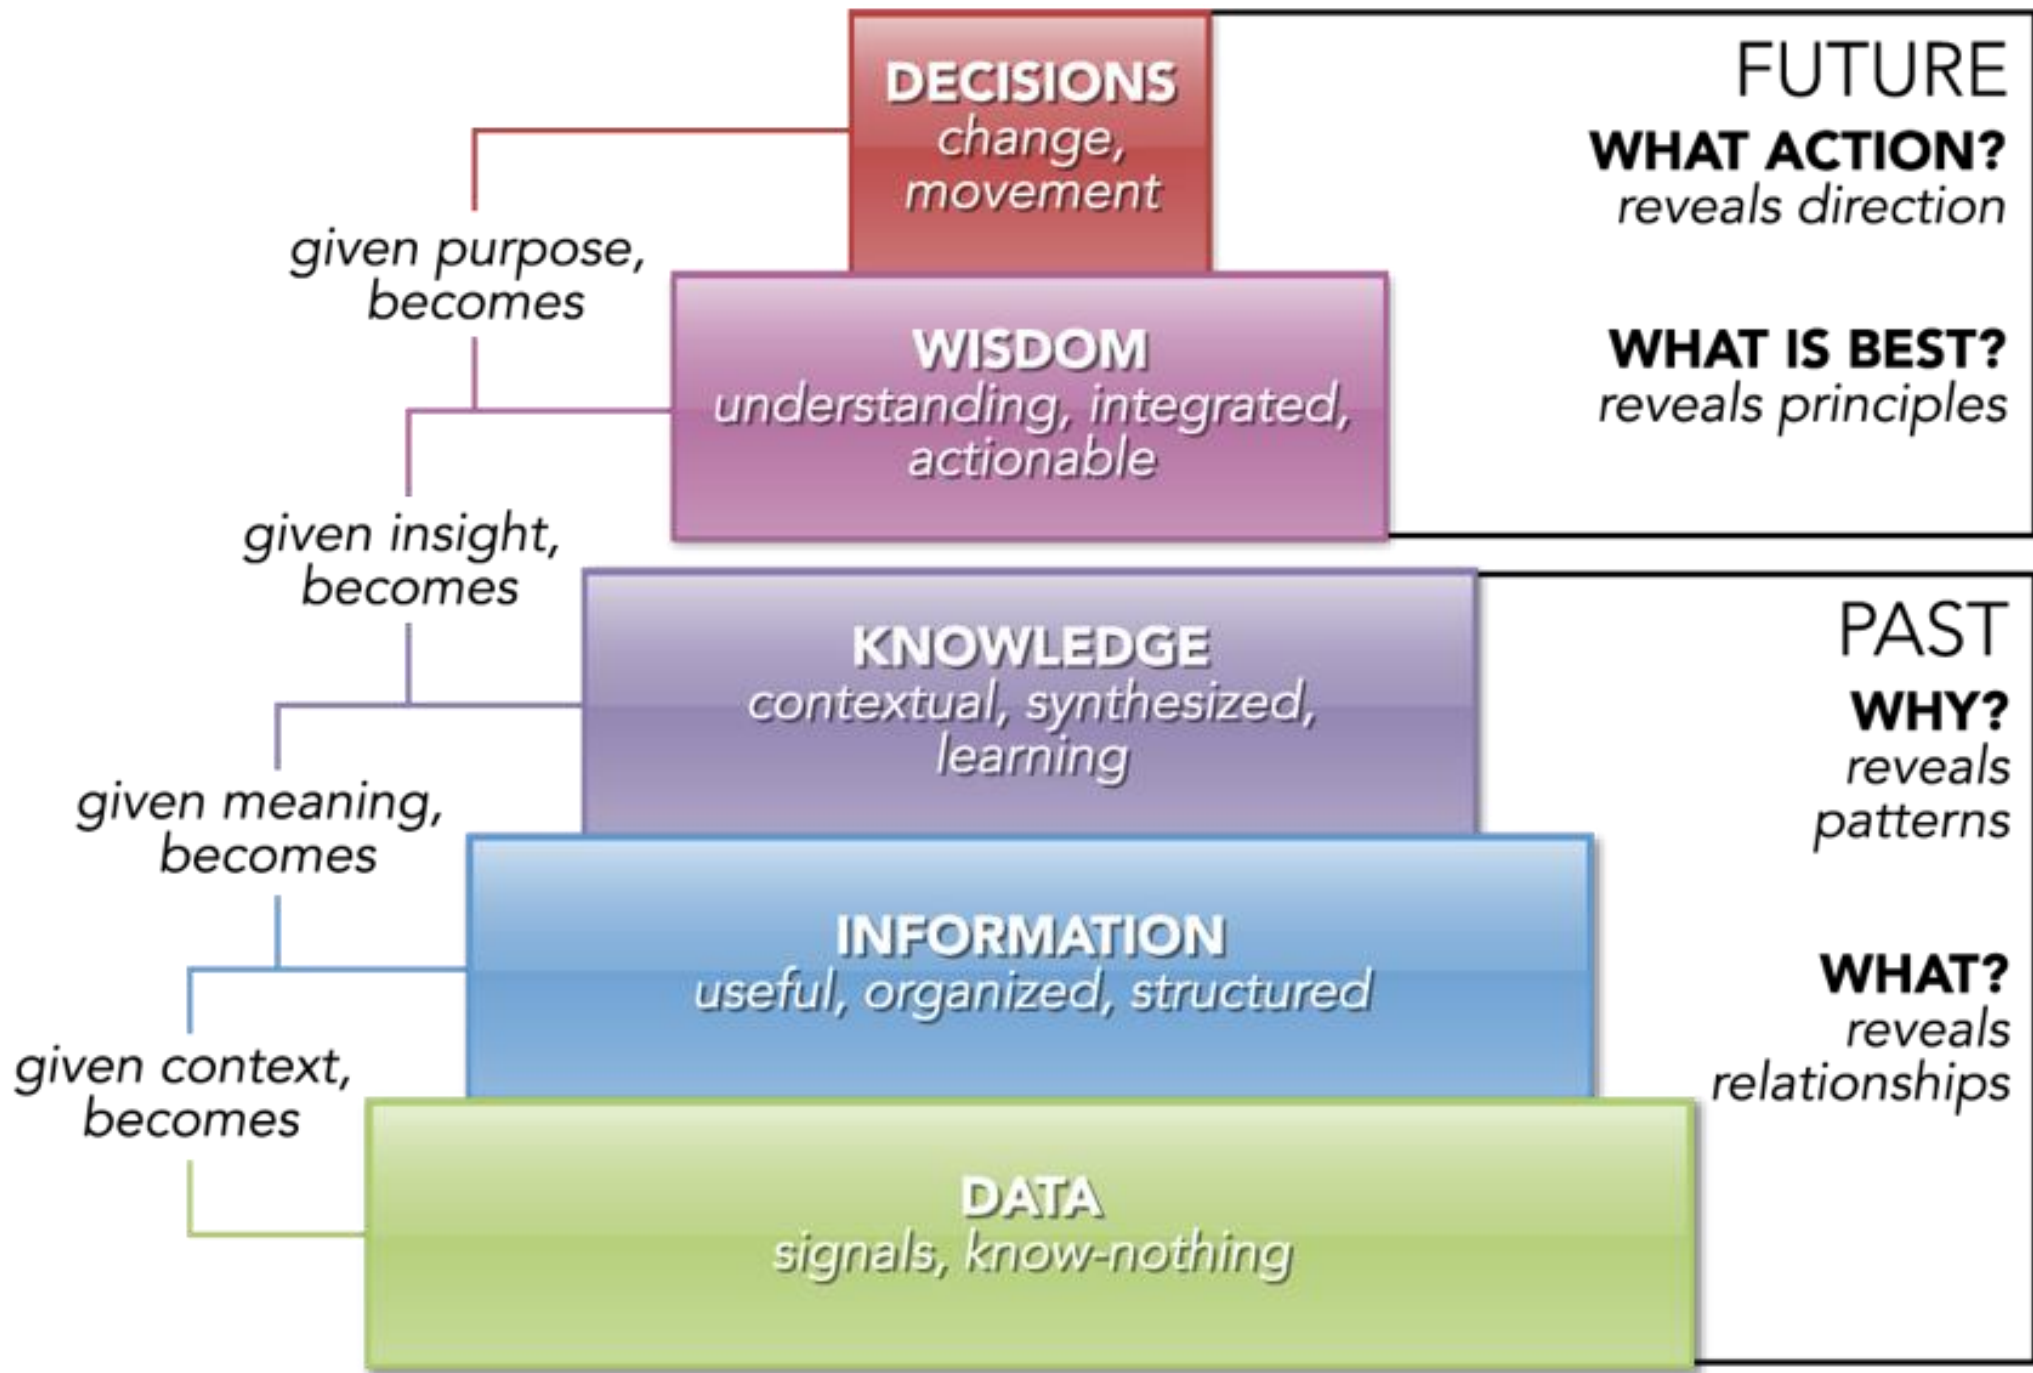 DECISIONS
change,
movement
given purpose,
becomes
WISDOM
understanding, integrated,
actionable
given insight,
becomes
KNOWLEDGE
contextual, synthesized,
learning
given meaning,
becomes
INFORMATION
useful, organized, structured
given context,
becomes
DATA
signals, know-nothing
FUTURE
WHAT ACTION?
reveals direction
WHAT IS BEST?
reveals principles
PAST
WHY?
reveals
patterns
WHAT?
reveals
relationships